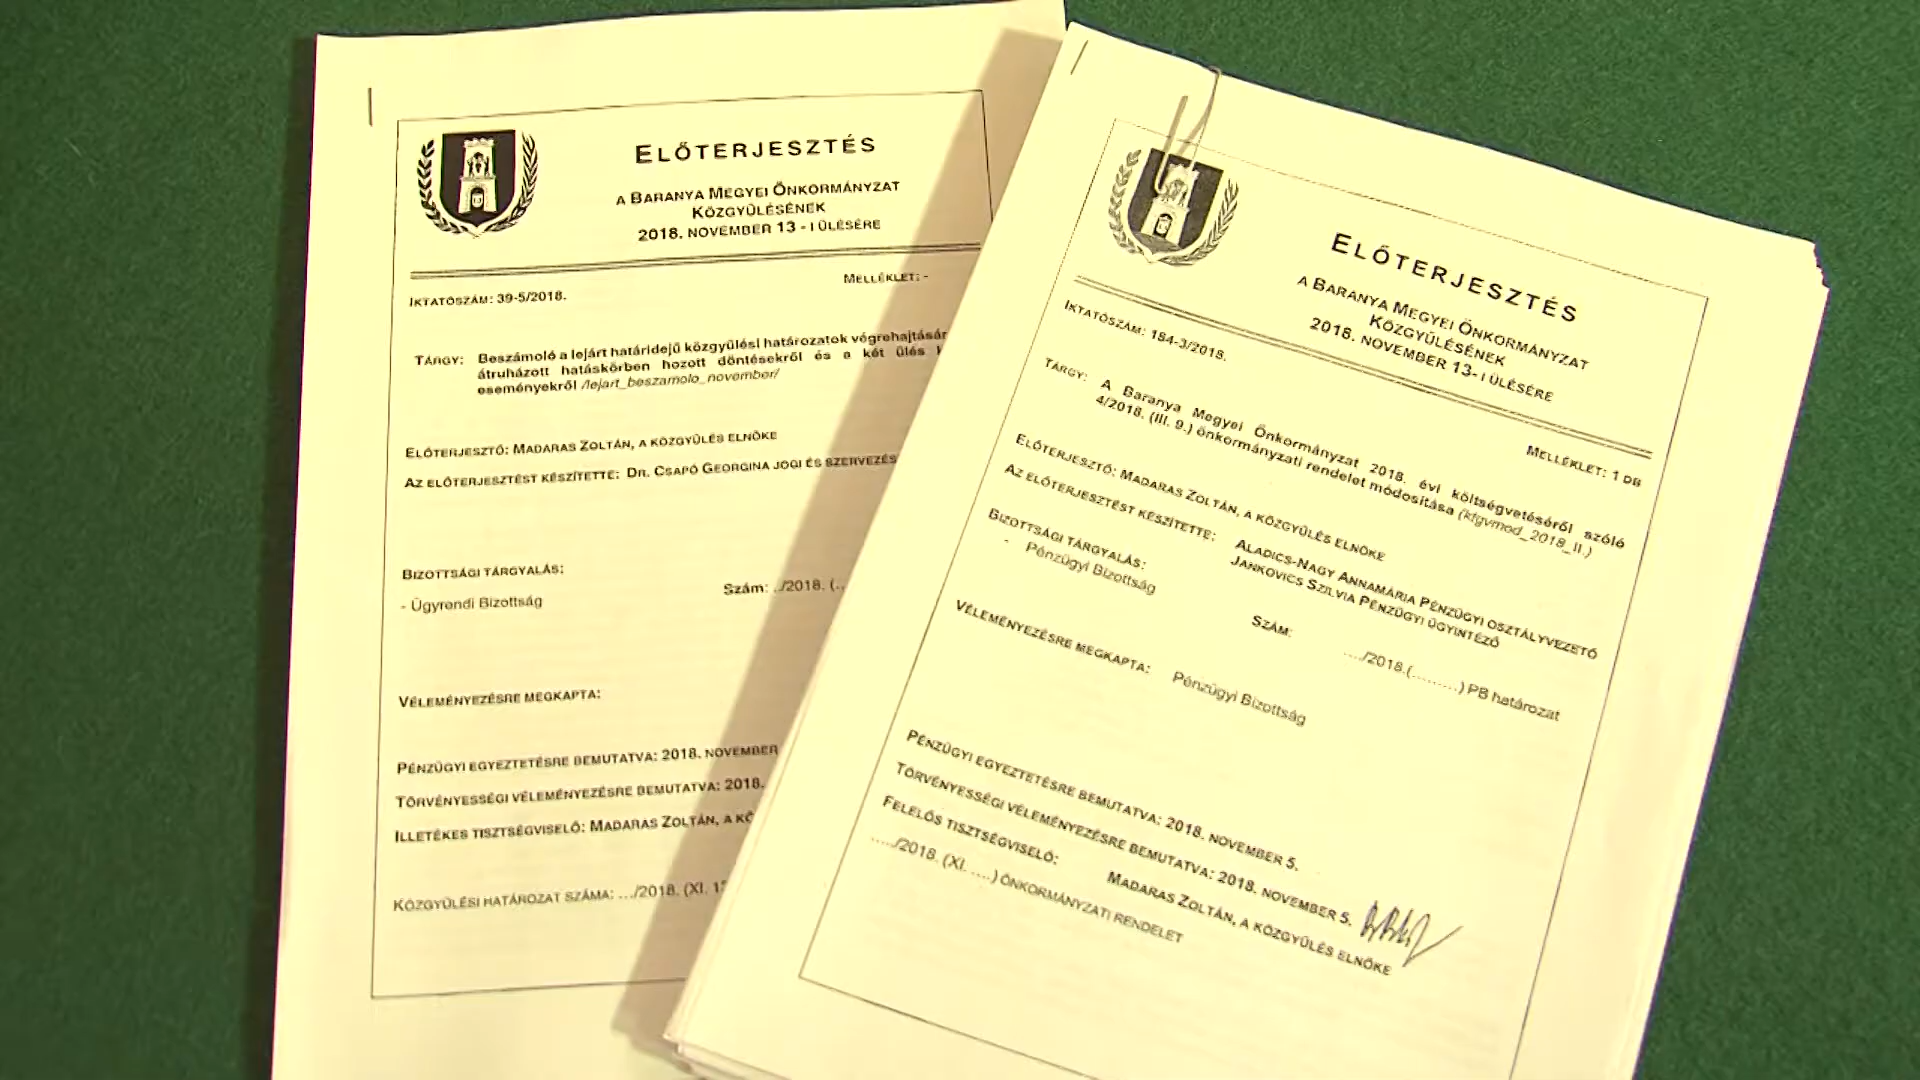 ELŐTERJESZTÉS
A BARANYA MEGYEI ÖNKORMÁNYZAT
KÖZGYŰLÉSÉNEK
2018. NOVEMBER 13 - I ÜLÉSÉRE
MELLÉKLET: -
IKTATÓSZÁM: 39-5/2018.
TÁRGY: Beszámoló a lejárt határidejű közgyűlési határozatok végrehajtásár
átruházott hatáskörben hozott döntésekről és a két ülés k
eseményekről /lejart_beszamolo_november/
ELŐTERJESZTŐ: MADARAS ZOLTÁN, A KÖZGYŰLÉS ELNÖKE
AZ ELŐTERJESZTÉST KÉSZÍTETTE: DR. CSAPÓ GEORGINA JOGI ÉS SZERVEZÉS
BIZOTTSÁGI TÁRGYALÁS:
- Ügyrendi Bizottság
Szám: ../2018. (..
VÉLEMÉNYEZÉSRE MEGKAPTA:
PÉNZÜGYI EGYEZTETÉSRE BEMUTATVA: 2018. NOVEMBER
TÖRVÉNYESSÉGI VÉLEMÉNYEZÉSRE BEMUTATVA: 2018.
ILLETÉKES TISZTSÉGVISELŐ: MADARAS ZOLTÁN, A KÖ
KÖZGYŰLÉSI HATÁROZAT SZÁMA: .../2018. (XI. 13
ELŐTERJESZTÉS
A BARANYA MEGYEI ÖNKORMÁNYZAT
KÖZGYŰLÉSÉNEK
2018. NOVEMBER 13- I ÜLÉSÉRE
IKTATÓSZÁM: 184-3/2018.
MELLÉKLET: 1 DB
TÁRGY: A Baranya Megyei Önkormányzat 2018. évi költségvetéséről szóló
4/2018. (III. 9.) önkormányzati rendelet módosítása (ktgvmod_2018_II.)
ELŐTERJESZTŐ: MADARAS ZOLTÁN, A KÖZGYŰLÉS ELNÖKE
AZ ELŐTERJESZTÉST KÉSZÍTETTE: ALADICS-NAGY ANNAMÁRIA PÉNZÜGYI OSZTÁLYVEZETŐ
JANKOVICS SZILVIA PÉNZÜGYI ÜGYINTÉZŐ
BIZOTTSÁGI TÁRGYALÁS:
- Pénzügyi Bizottság
SZÁM:
..../2018.(.........) PB határozat
VÉLEMÉNYEZÉSRE MEGKAPTA: Pénzügyi Bizottság
PÉNZÜGYI EGYEZTETÉSRE BEMUTATVA: 2018. NOVEMBER 5.
TÖRVÉNYESSÉGI VÉLEMÉNYEZÉSRE BEMUTATVA: 2018. NOVEMBER 5.
FELELŐS TISZTSÉGVISELŐ: MADARAS ZOLTÁN, A KÖZGYŰLÉS ELNÖKE
...../2018. (XI. ....) ÖNKORMÁNYZATI RENDELET